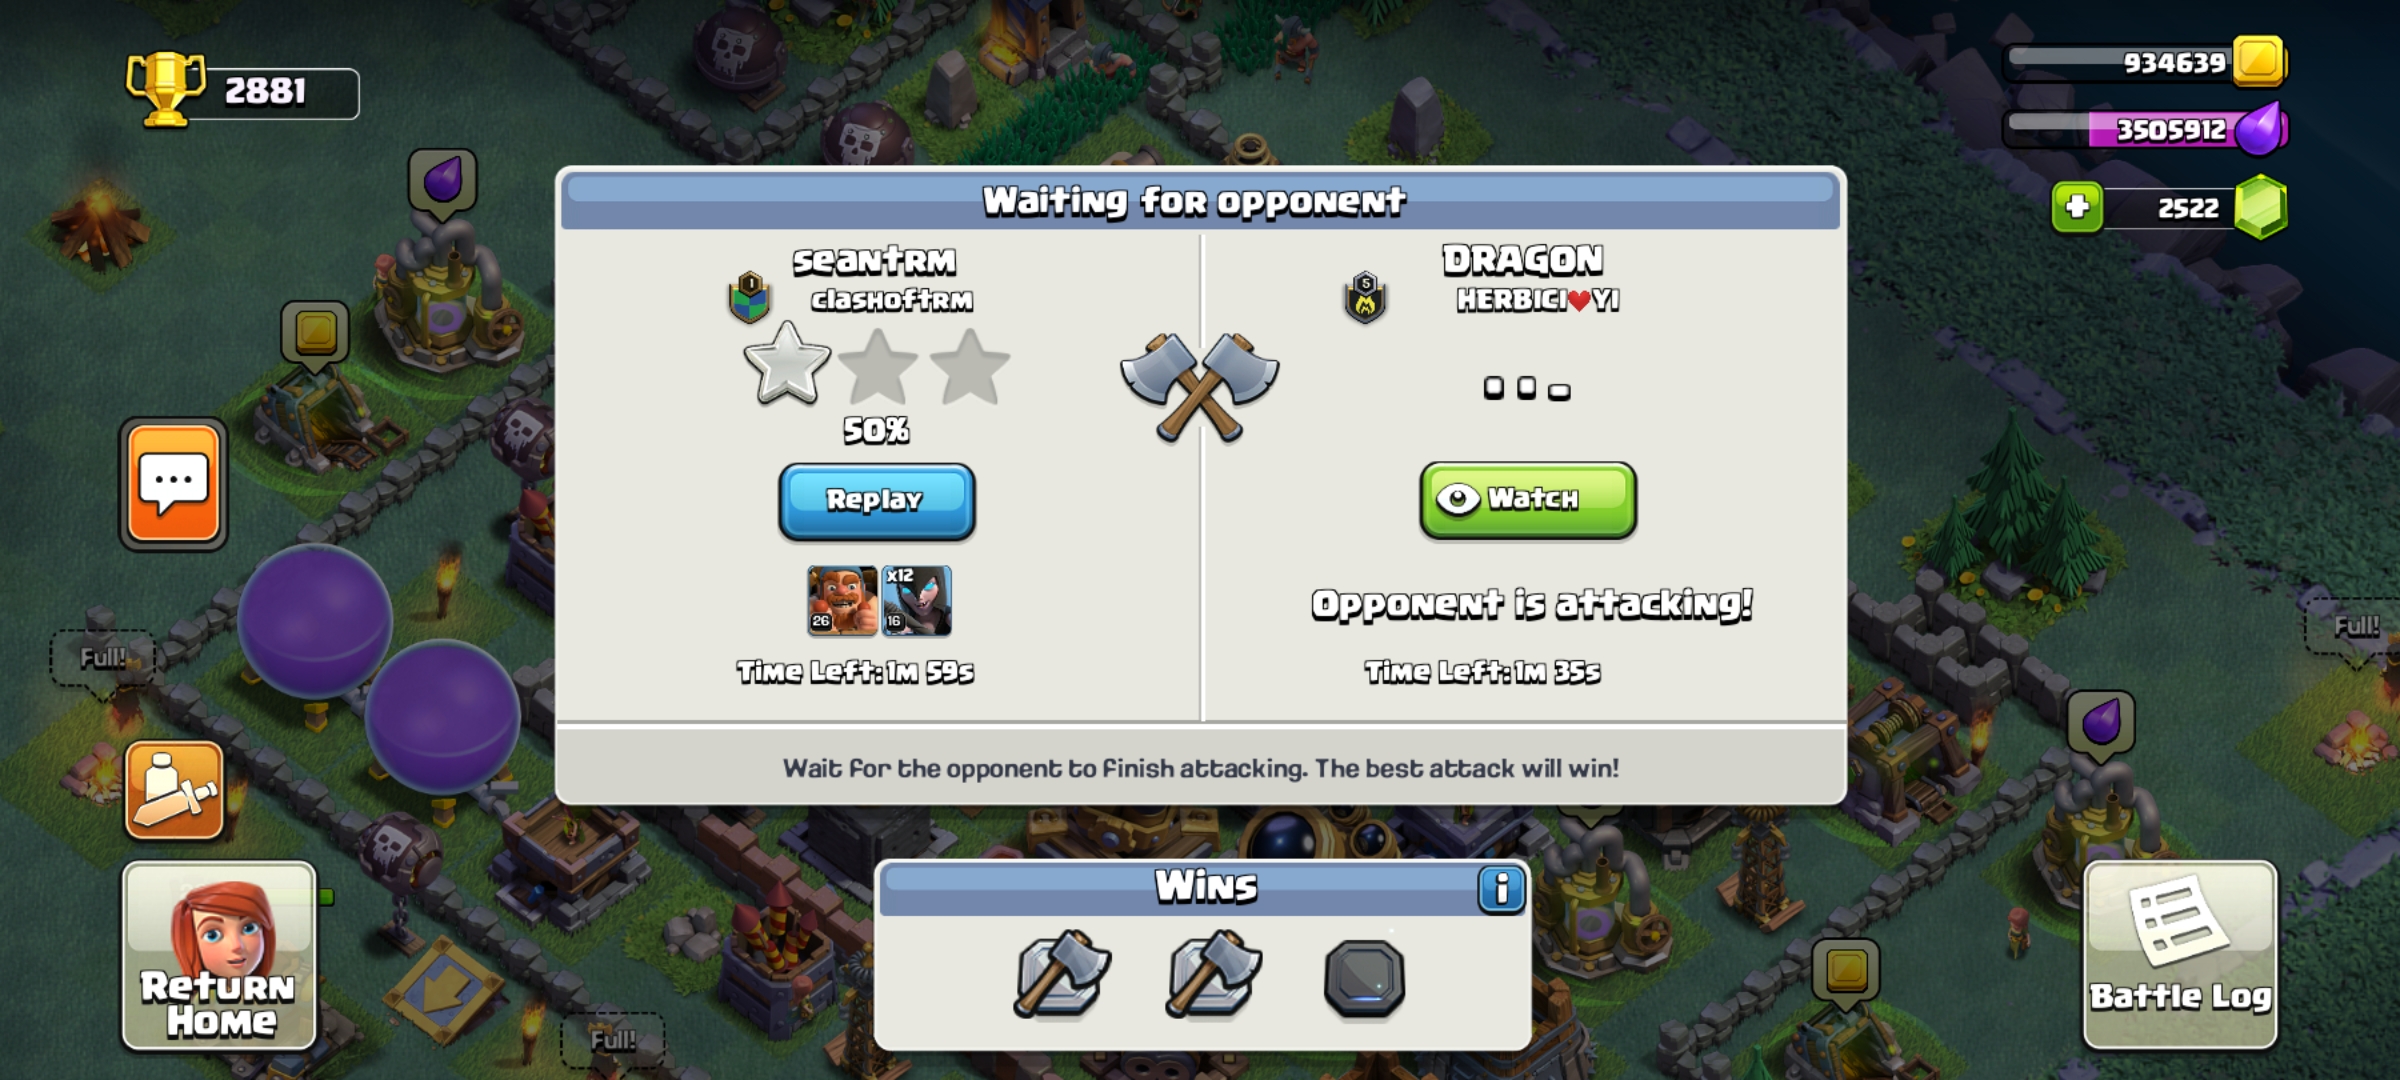 2881
934639
3505912
2522
Waiting for opponent
seantrm
1
clashoftrm
50%
Replay
x12
26
16
Time Left: 1m 59s
DRAGON
5
HERBICI❤️YI
Watch
Opponent is attacking!
Time Left: 1m 35s
Wait for the opponent to finish attacking. The best attack will win!
Full!
Full!
Full!
Wins
i
Return
Home
Battle Log